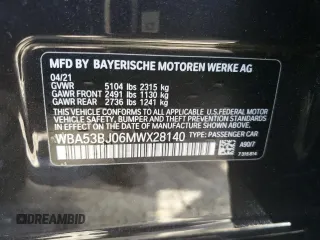 MFD BY BAYERISCHE MOTOREN WERKE AG
04/21
GVWR 5104 lbs 2315 kg
GAWR FRONT 2491 lbs 1130 kg
GAWR REAR 2736 lbs 1241 kg
THIS VEHICLE CONFORMS TO ALL APPLICABLE
FEDERAL MOTOR VEHICLE SAFETY, BUMPER, AND
THEFT PREVENTION STANDARDS IN EFFECT ON
THE DATE OF MANUFACTURE SHOWN ABOVE.
WBA53BJ06MWX28140
TYPE: PASSENGER CAR
A90/7
DREAMBID